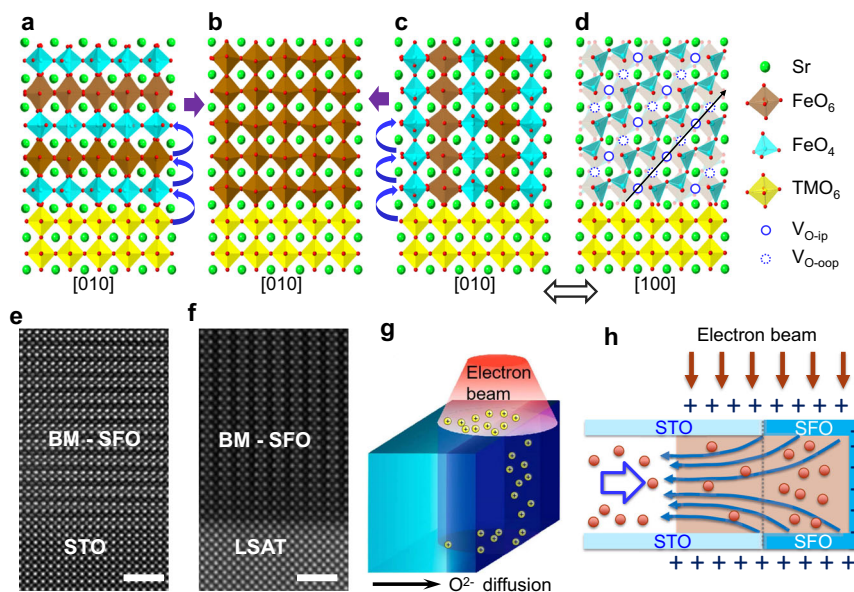 a
b
c
d
Sr
FeO6
FeO4
TMO6
VO-ip
VO-oop
[010]
[010]
[010]
[100]
e
f
g
h
BM - SFO
STO
BM - SFO
LSAT
Electron
beam
O2- diffusion
Electron beam
+ + + + + + + +
STO
SFO
STO
SFO
+ + + + + + + + +